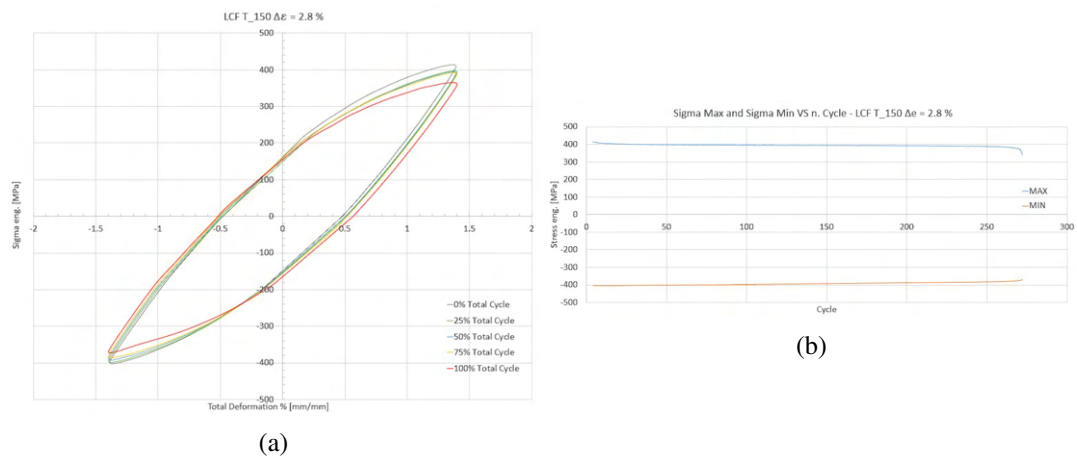 LCF T_150 Δε = 2.8 %
500
400
300
200
100
0
-100
-200
-300
-400
-500
-2
-1.5
-1
-0.5
0
0.5
1
1.5
2
Sigma eng. [MPa]
Total Deformation % [mm/mm]
0% Total Cycle
25% Total Cycle
50% Total Cycle
75% Total Cycle
100% Total Cycle
(a)
Sigma Max and Sigma Min VS n. Cycle - LCF T_150 Δe = 2.8 %
500
400
300
200
100
0
-100
-200
-300
-400
-500
0
50
100
150
200
250
300
Stress eng. [MPa]
Cycle
MAX
MIN
(b)